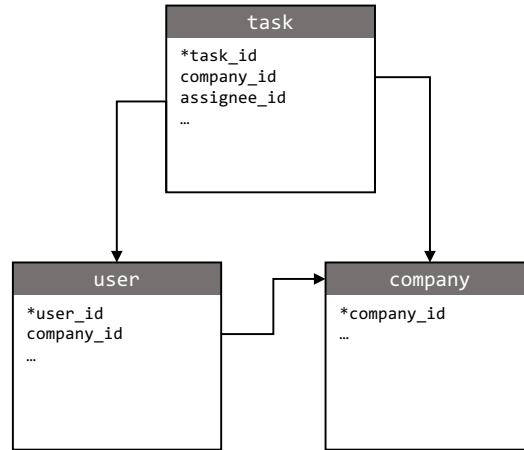 task
*task_id
company_id
assignee_id
…
user
*user_id
company_id
…
company
*company_id
…